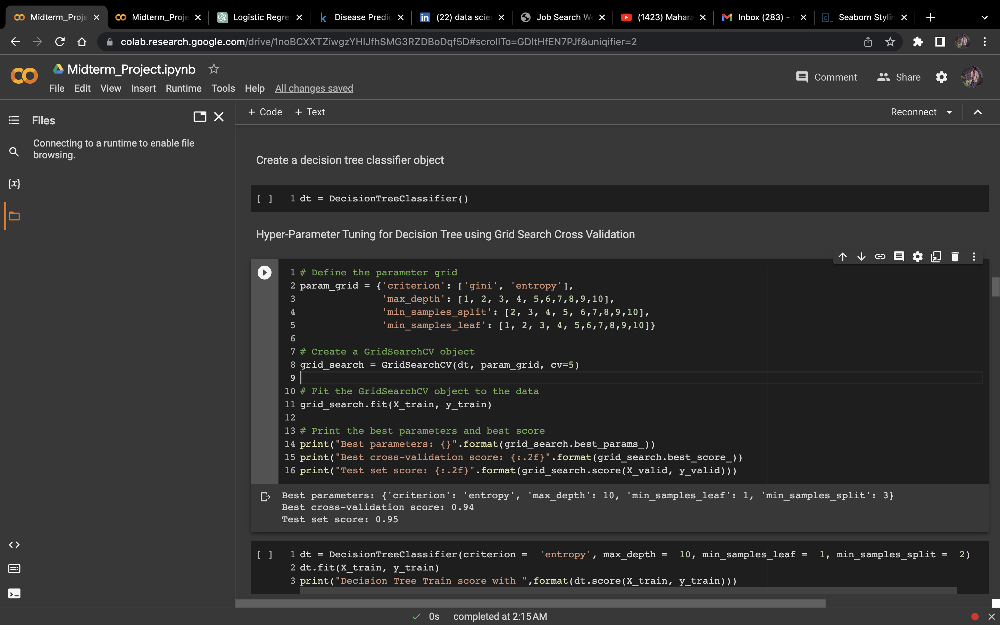 Midterm_Proje
Midterm_Proje
Logistic Regre
Disease Predic
(22) data scien
Job Search We
(1423) Mahara
Inbox (283) - s
Seaborn Stylin
colab.research.google.com/drive/1noBCXXTZiwgzYHIJfhSMG3RZDBoDqf5D#scrollTo=GDltHfEN7PJf&uniqifier=2
Midterm_Project.ipynb
File Edit View Insert Runtime Tools Help All changes saved
Comment
Share
Files
Connecting to a runtime to enable file
browsing.
{x}
+ Code + Text
Reconnect
Create a decision tree classifier object
[ ] 1 dt = DecisionTreeClassifier()
Hyper-Parameter Tuning for Decision Tree using Grid Search Cross Validation
1 # Define the parameter grid
2 param_grid = {'criterion': ['gini', 'entropy'],
3 'max_depth': [1, 2, 3, 4, 5,6,7,8,9,10],
4 'min_samples_split': [2, 3, 4, 5, 6,7,8,9,10],
5 'min_samples_leaf': [1, 2, 3, 4, 5,6,7,8,9,10]}
6
7 # Create a GridSearchCV object
8 grid_search = GridSearchCV(dt, param_grid, cv=5)
9
10 # Fit the GridSearchCV object to the data
11 grid_search.fit(X_train, y_train)
12
13 # Print the best parameters and best score
14 print("Best parameters: {}".format(grid_search.best_params_))
15 print("Best cross-validation score: {:.2f}".format(grid_search.best_score_))
16 print("Test set score: {:.2f}".format(grid_search.score(X_valid, y_valid)))
Best parameters: {'criterion': 'entropy', 'max_depth': 10, 'min_samples_leaf': 1, 'min_samples_split': 3}
Best cross-validation score: 0.94
Test set score: 0.95
[ ] 1 dt = DecisionTreeClassifier(criterion = 'entropy', max_depth = 10, min_samples_leaf = 1, min_samples_split = 2)
2 dt.fit(X_train, y_train)
3 print("Decision Tree Train score with ",format(dt.score(X_train, y_train)))
0s completed at 2:15 AM